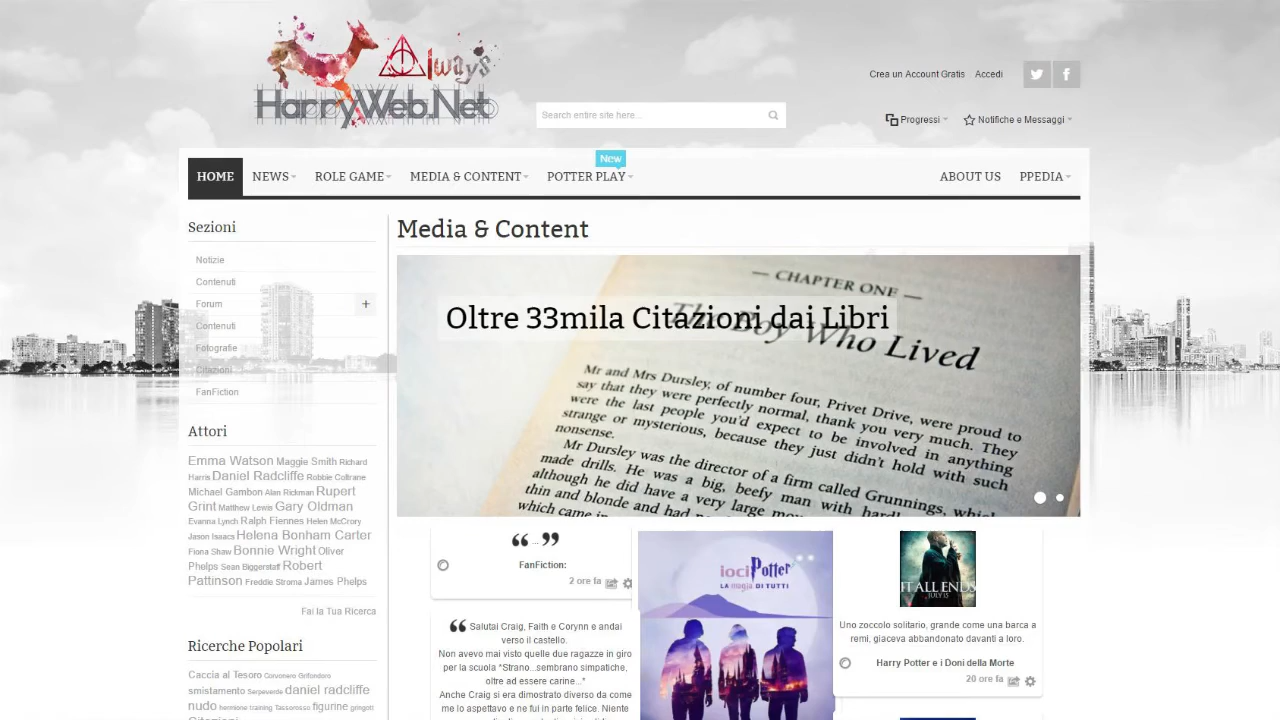 Always
HarryWeb.Net
Crea un Account Gratis Accedi
Search entire site here...
Progressi Notifiche e Messaggi
New
HOME NEWS ROLE GAME MEDIA & CONTENT POTTER PLAY ABOUT US PPEDIA
Sezioni
Notizie
Contenuti
Forum +
Contenuti
Fotografie
Citazioni
FanFiction
Attori
Emma Watson Maggie Smith Richard
Harris Daniel Radcliffe Robbie Coltrane
Michael Gambon Alan Rickman Rupert
Grint Matthew Lewis Gary Oldman
Evanna Lynch Ralph Fiennes Helen McCrory
Jason Isaacs Helena Bonham Carter
Fiona Shaw Bonnie Wright Oliver
Phelps Sean Biggerstaff Robert
Pattinson Freddie Stroma James Phelps
Fai la Tua Ricerca
Ricerche Popolari
Caccia al Tesoro Corvonero Grifondoro
smistamento Serpeverde daniel radcliffe
nudo hermione training Tassorosso figurine gringott
Citazioni
Media & Content
Oltre 33mila Citazioni dai Libri
— CHAPTER ONE —
The Boy Who Lived
Mr and Mrs Dursley, of number four, Privet Drive, were proud to
say that they were perfectly normal, thank you very much. They
were the last people you'd expect to be involved in anything
strange or mysterious, because they just didn't hold with such
nonsense.
Mr Dursley was the director of a firm called Grunnings, which
made drills. He was a big, beefy man with hardly
although he did have a very large
thin and blonde and had
which came in
“ ... ”
FanFiction:
2 ore fa
“ Salutai Craig, Faith e Corynn e andai
verso il castello.
Non avevo mai visto quelle due ragazze in giro
per la scuola *Strano...sembrano simpatiche,
oltre ad essere carine...*
Anche Craig si era dimostrato diverso da come
me lo aspettavo e ne fui in parte felice. Niente
iociPotter
LA magia DI TUTTI
IT ALL ENDS
JULY 15
Uno zoccolo solitario, grande come una barca a
remi, giaceva abbandonato davanti a loro.
Harry Potter e i Doni della Morte
20 ore fa